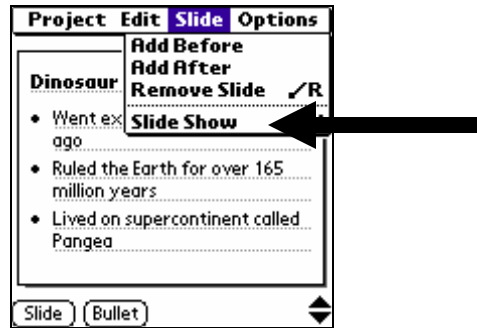 Project Edit Slide Options
Add Before
Add After
Dinosaur
Remove Slide ⁄R
Went ex
Slide Show
ago
• Ruled the Earth for over 165
million years
• Lived on supercontinent called
Pangea
Slide Bullet